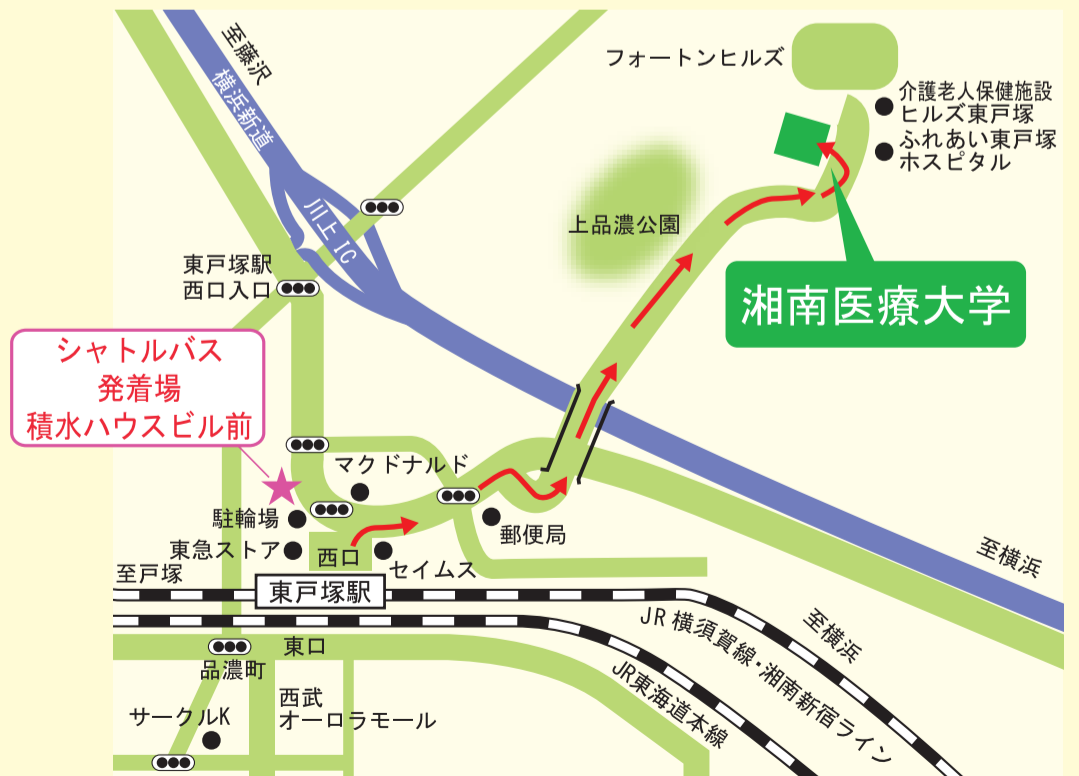 至藤沢
横浜新道
川上IC
フォートンヒルズ
介護老人保健施設
ヒルズ東戸塚
ふれあい東戸塚
ホスピタル
上品濃公園
湘南医療大学
東戸塚駅
西口入口
シャトルバス
発着場
積水ハウスビル前
マクドナルド
駐輪場
郵便局
東急ストア
西口
セイムス
至戸塚
東戸塚駅
至横浜
JR横須賀線・湘南新宿ライン
至横浜
JR東海道本線
東口
品濃町
西武
オーロラモール
サークルK